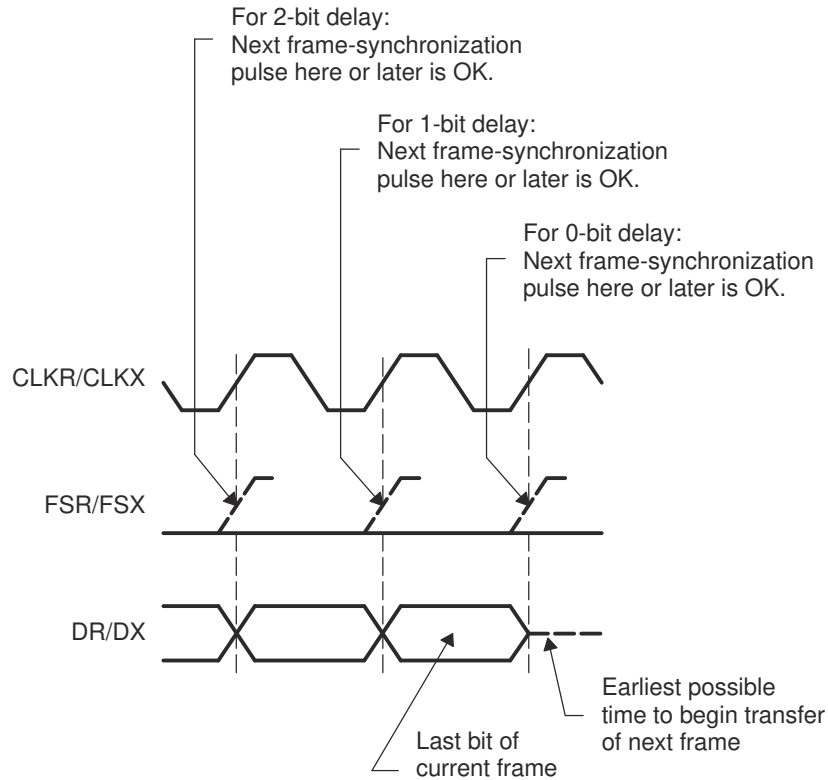 For 2-bit delay:
Next frame-synchronization
pulse here or later is OK.
For 1-bit delay:
Next frame-synchronization
pulse here or later is OK.
For 0-bit delay:
Next frame-synchronization
pulse here or later is OK.
CLKR/CLKX
FSR/FSX
DR/DX
Earliest possible
time to begin transfer
of next frame
Last bit of
current frame